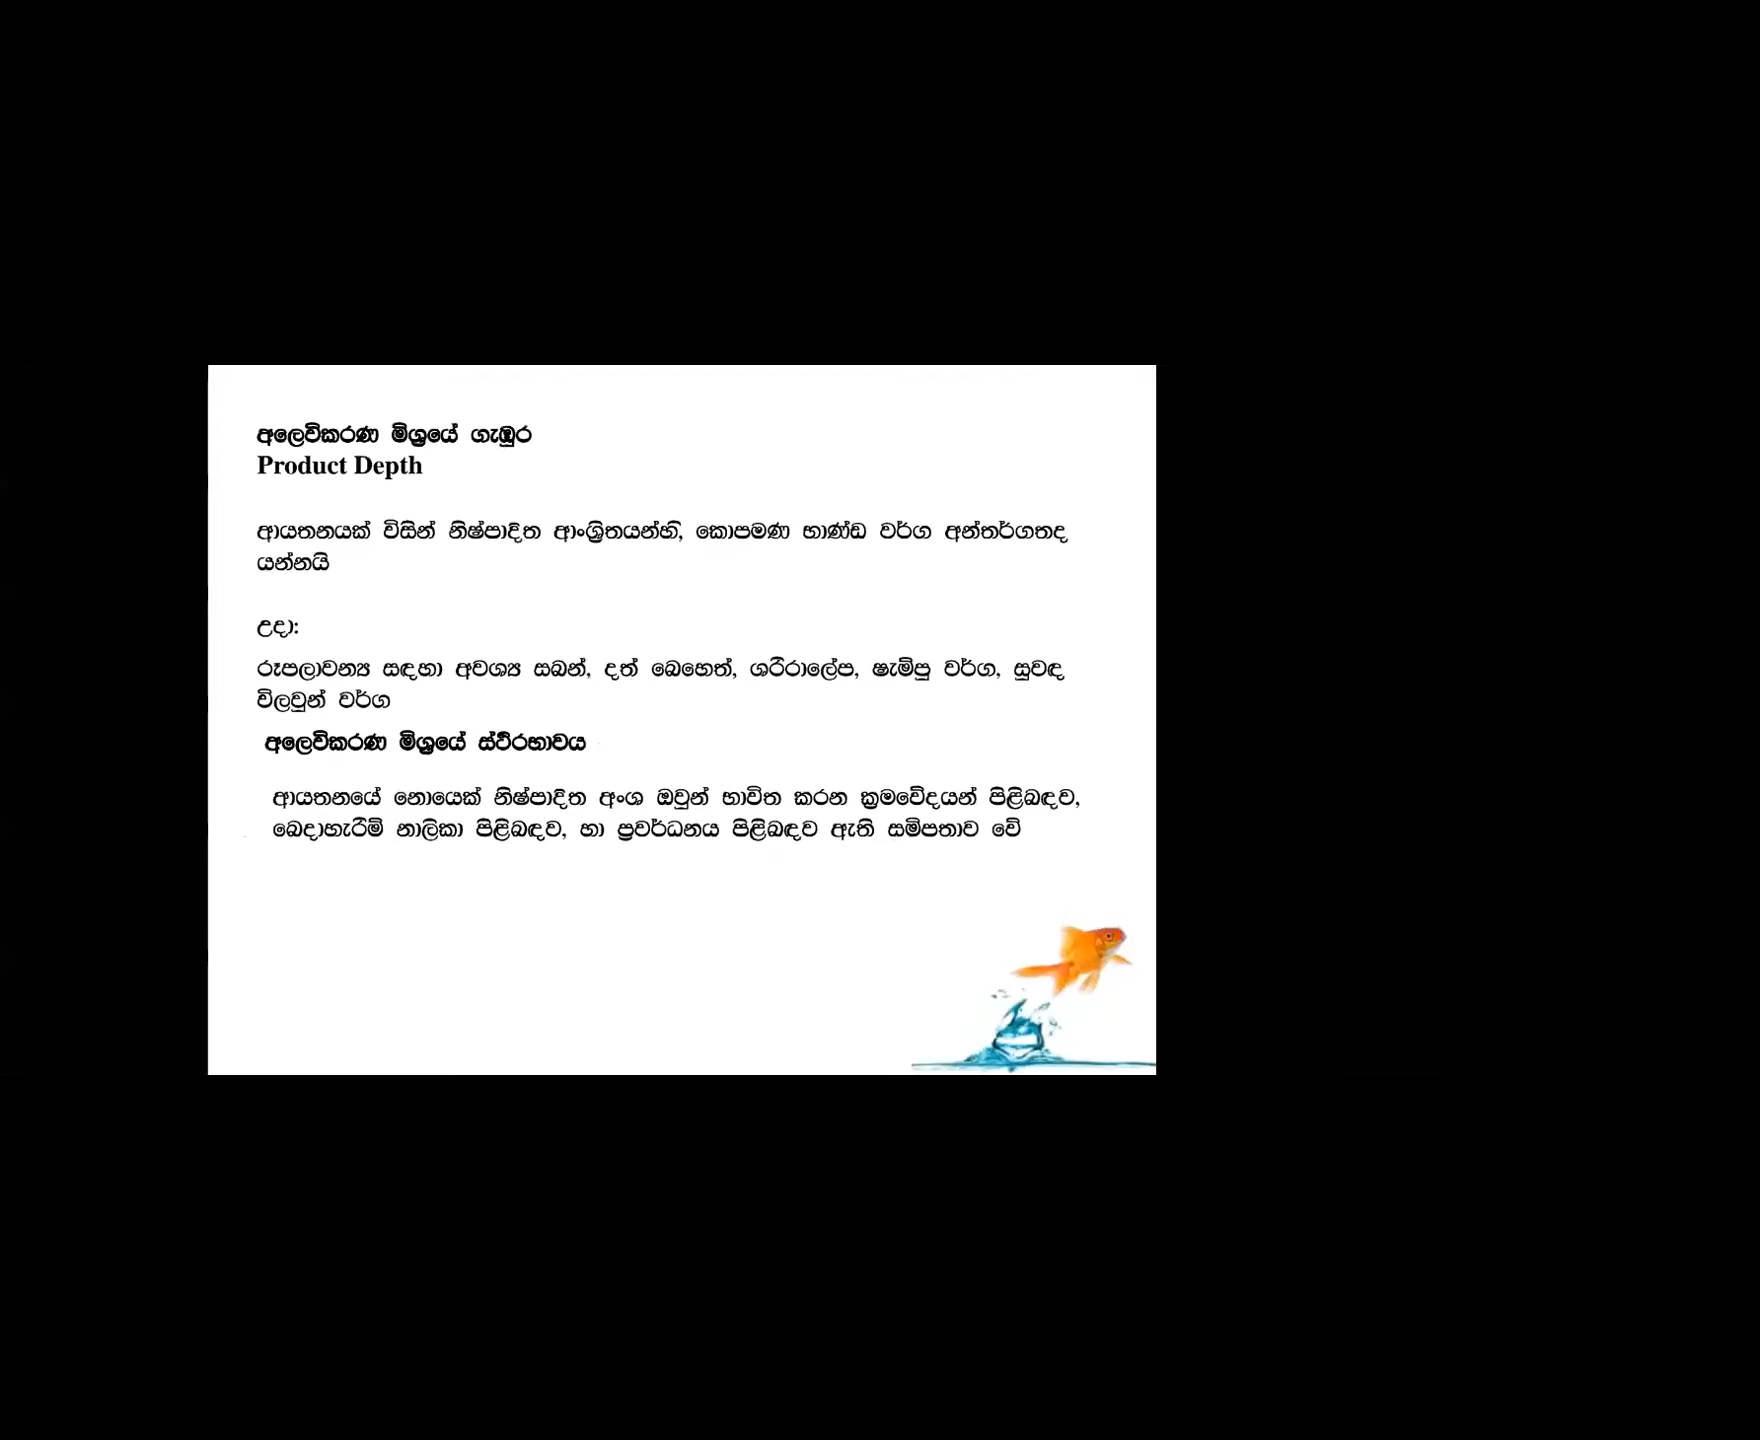 අලෙවිකරණ මිශ්‍රයේ ගැඹුර
Product Depth
ආයතනයක් විසින් නිෂ්පාදිත ආංශ්‍රිතයන්හි, කොපමණ භාණ්ඩ වර්ග අන්තර්ගතද
යන්නයි
උදා:
රූපලාවන්‍ය සඳහා අවශ්‍ය සබන්, දත් බෙහෙත්, ශරීරාලේප, ෂැම්පු වර්ග, සුවඳ
විලවුන් වර්ග
අලෙවිකරණ මිශ්‍රයේ ස්ථිරභාවය
ආයතනයේ නොයෙක් නිෂ්පාදිත අංශ ඔවුන් භාවිත කරන ක්‍රමවේදයන් පිළිබඳව,
බෙදාහැරීම් නාලිකා පිළිබඳව, හා ප්‍රවර්ධනය පිළිබඳව ඇති සමීපතාව වේ